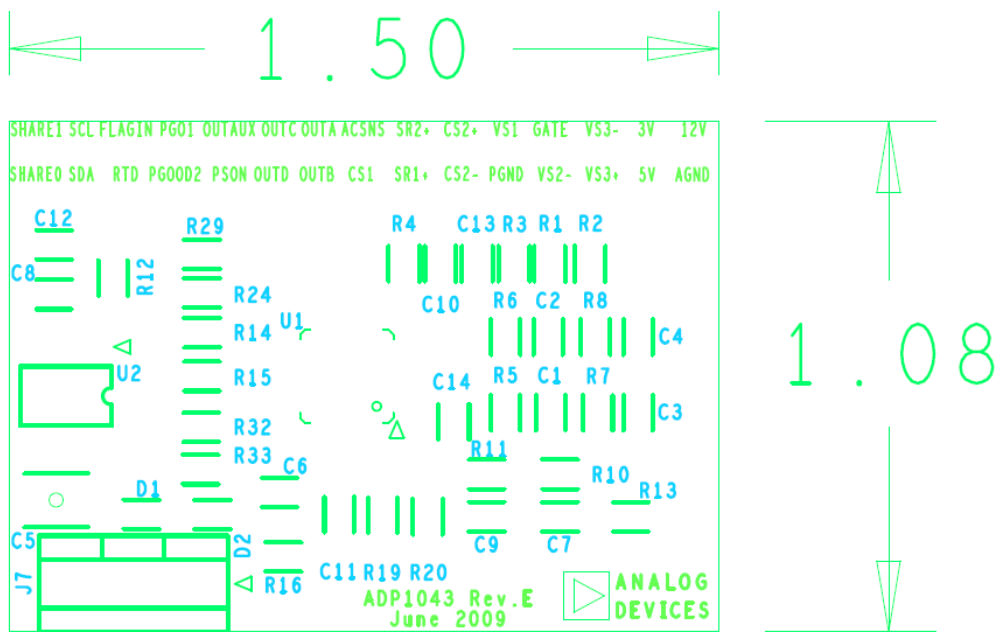 1.50
SHARE1 SCL FLAGIN PGO1 OUTAUX OUTC OUTA ACSNS SR2+ CS2+ VS1 GATE VS3- 3V 12V
SHARE0 SDA RTD PGOOD2 PSON OUTD OUTB CS1 SR1+ CS2- PGND VS2- VS3+ 5V AGND
C12 R29 R4 C13 R3 R1 R2
C8 R12
R24 C10 R6 C2 R8
U1
R14 C4
1.08
U2 R15 C14 R5 C1 R7
C3
R32
R33 C6 R11
R10
D1 R13
C5 D2 C9 C7
J7 R16 C11 R19 R20
ADP1043 Rev.E
June 2009
ANALOG
DEVICES